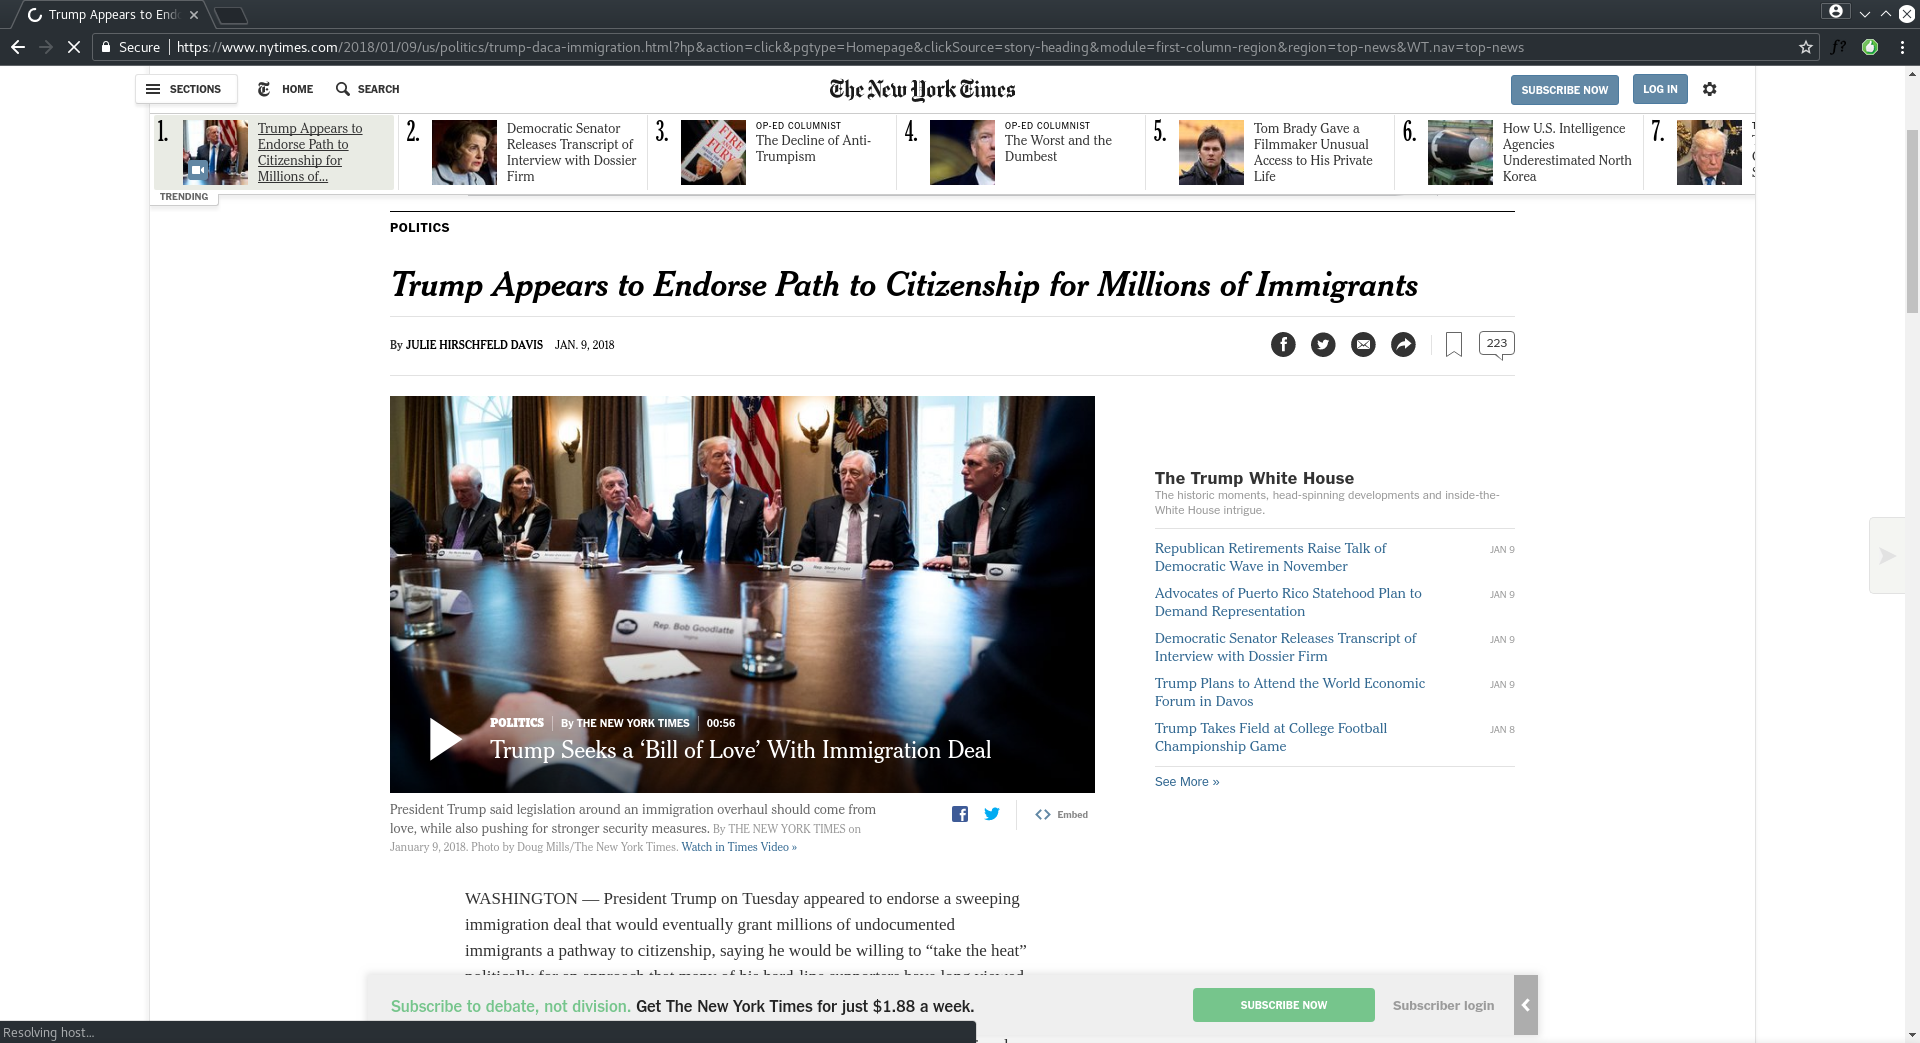 Trump Appears to End
Secure
https://www.nytimes.com/2018/01/09/us/politics/trump-daca-immigration.html?hp&action=click&pgtype=Homepage&clickSource=story-heading&module=first-column-region&region=top-news&WT.nav=top-news
f?
SECTIONS
HOME
SEARCH
The New York Times
SUBSCRIBE NOW
LOG IN
1.
Trump Appears to
Endorse Path to
Citizenship for
Millions of...
2.
Democratic Senator
Releases Transcript of
Interview with Dossier
Firm
3.
FIRE
FURY
OP-ED COLUMNIST
The Decline of Anti-
Trumpism
4.
OP-ED COLUMNIST
The Worst and the
Dumbest
5.
Tom Brady Gave a
Filmmaker Unusual
Access to His Private
Life
6.
How U.S. Intelligence
Agencies
Underestimated North
Korea
7.
TRENDING
POLITICS
Trump Appears to Endorse Path to Citizenship for Millions of Immigrants
By JULIE HIRSCHFELD DAVIS JAN. 9, 2018
223
Rep. Bob Goodlatte
POLITICS
By THE NEW YORK TIMES
00:56
Trump Seeks a ‘Bill of Love’ With Immigration Deal
President Trump said legislation around an immigration overhaul should come from
love, while also pushing for stronger security measures. By THE NEW YORK TIMES on
January 9, 2018. Photo by Doug Mills/The New York Times. Watch in Times Video »
Embed
The Trump White House
The historic moments, head-spinning developments and inside-the-
White House intrigue.
Republican Retirements Raise Talk of
Democratic Wave in November
JAN 9
Advocates of Puerto Rico Statehood Plan to
Demand Representation
JAN 9
Democratic Senator Releases Transcript of
Interview with Dossier Firm
JAN 9
Trump Plans to Attend the World Economic
Forum in Davos
JAN 9
Trump Takes Field at College Football
Championship Game
JAN 8
See More »
WASHINGTON — President Trump on Tuesday appeared to endorse a sweeping
immigration deal that would eventually grant millions of undocumented
immigrants a pathway to citizenship, saying he would be willing to “take the heat”
politically for an approach that many of his hard-line supporters have long viewed
Subscribe to debate, not division. Get The New York Times for just $1.88 a week.
SUBSCRIBE NOW
Subscriber login
Resolving host...